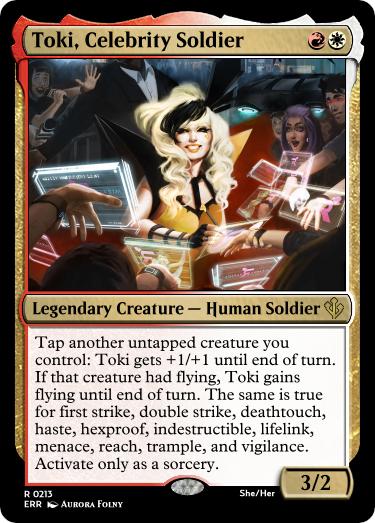 Toki, Celebrity Soldier
Legendary Creature — Human Soldier
Tap another untapped creature you
control: Toki gets +1/+1 until end of turn.
If that creature had flying, Toki gains
flying until end of turn. The same is true
for first strike, double strike, deathtouch,
haste, hexproof, indestructible, lifelink,
menace, reach, trample, and vigilance.
Activate only as a sorcery.
3/2
R 0213
She/Her
ERR Aurora Folny